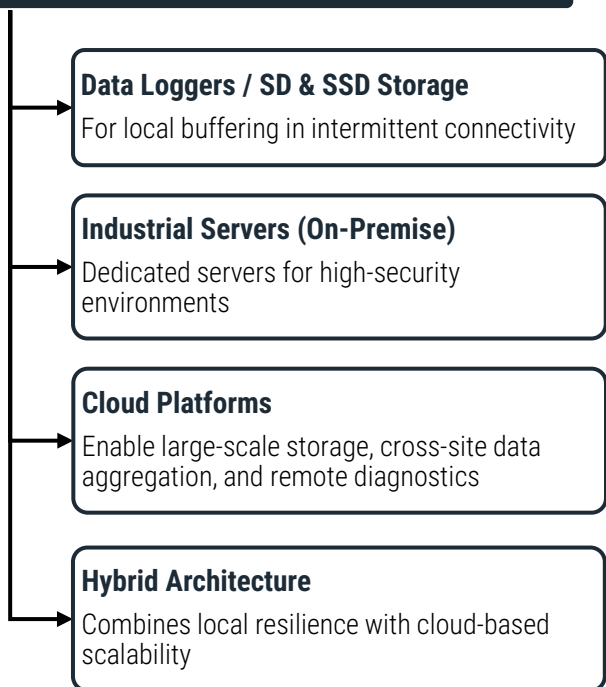 Data Loggers / SD & SSD Storage
For local buffering in intermittent connectivity
Industrial Servers (On-Premise)
Dedicated servers for high-security
environments
Cloud Platforms
Enable large-scale storage, cross-site data
aggregation, and remote diagnostics
Hybrid Architecture
Combines local resilience with cloud-based
scalability